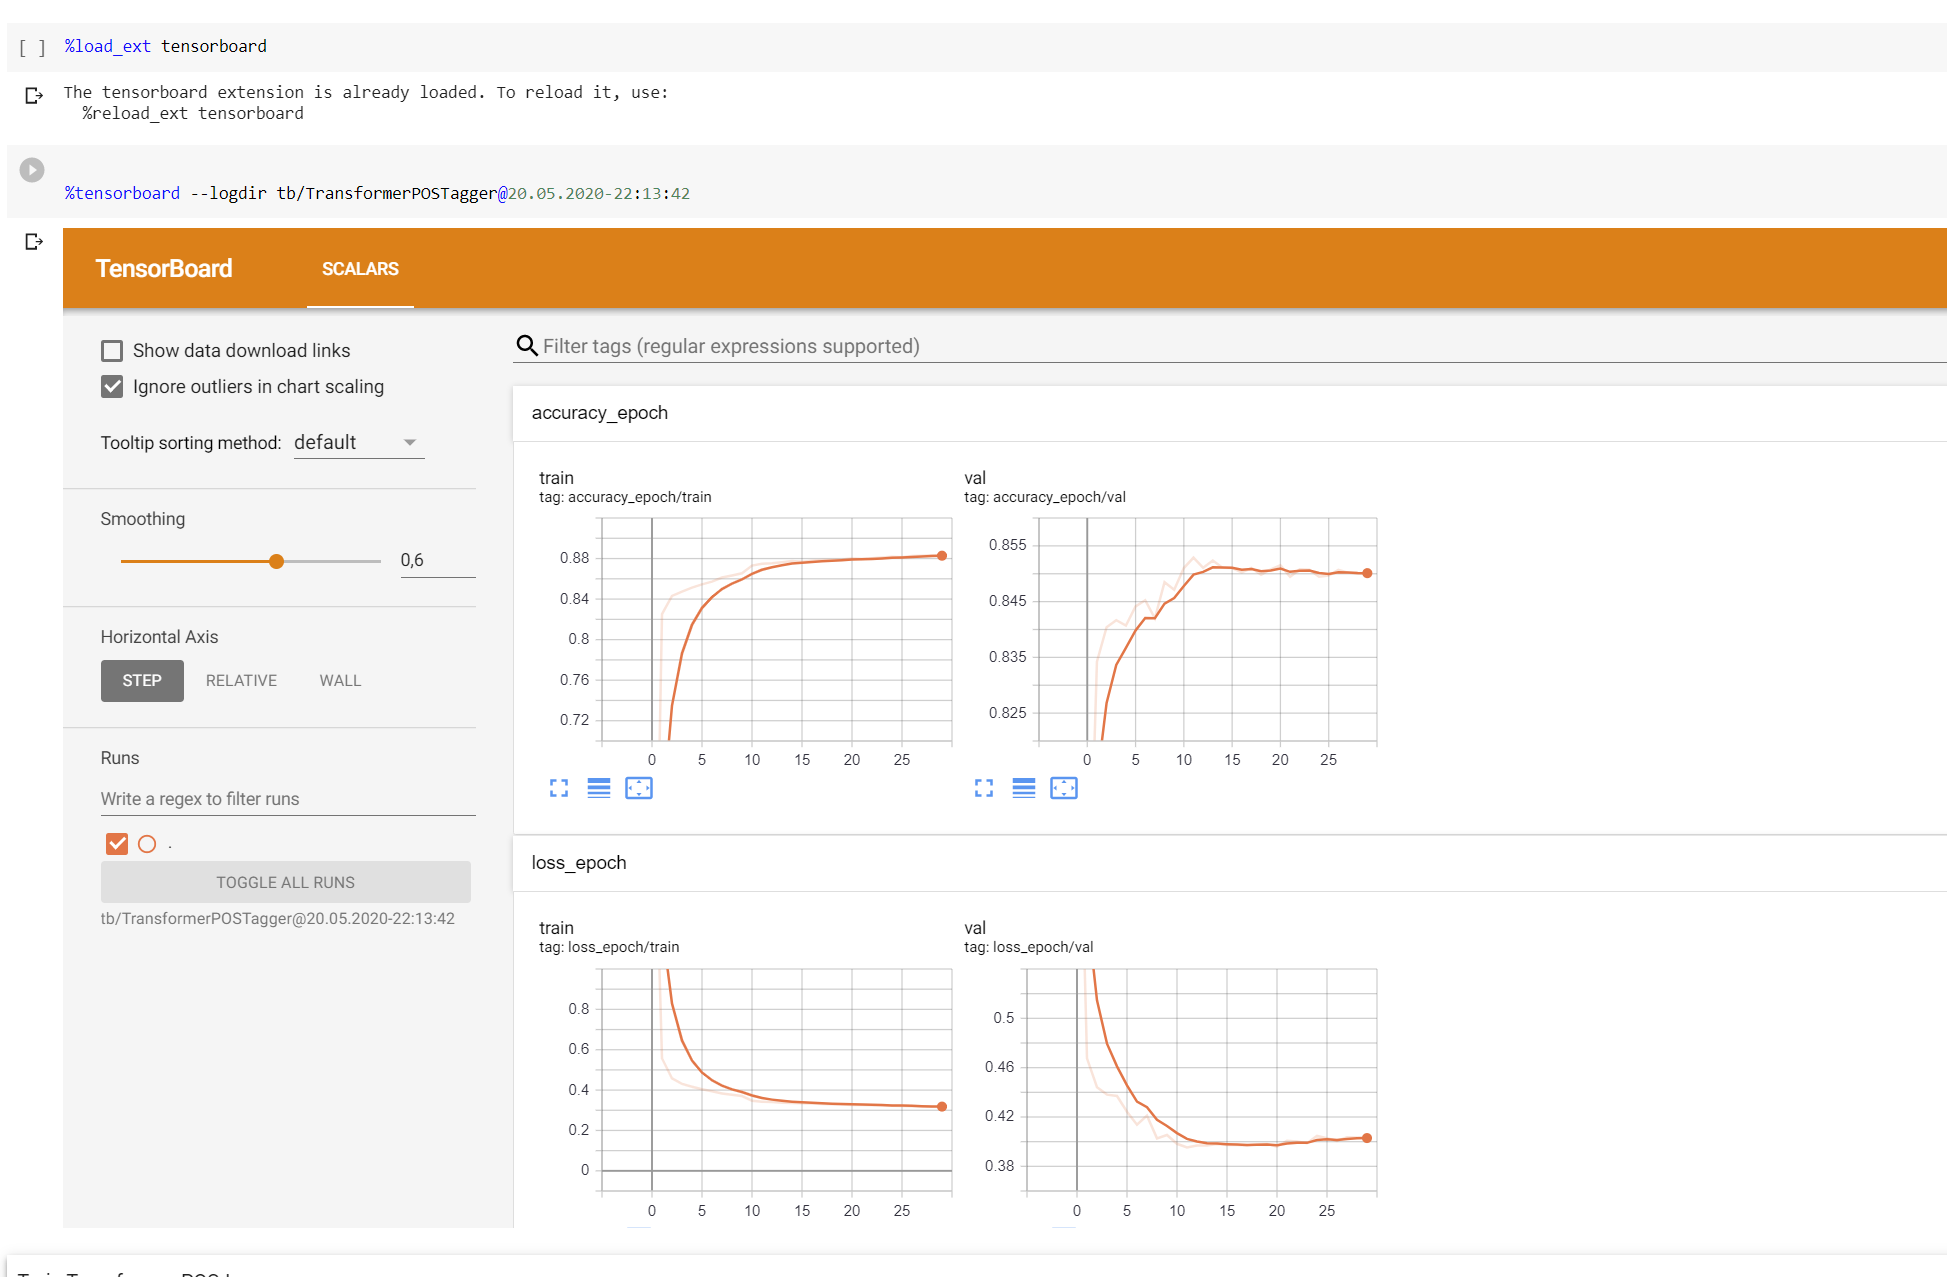 [ ] %load_ext tensorboard
The tensorboard extension is already loaded. To reload it, use:
%reload_ext tensorboard
%tensorboard --logdir tb/TransformerPOSTagger@20.05.2020-22:13:42
TensorBoard SCALARS
Show data download links
Ignore outliers in chart scaling
Tooltip sorting method: default
Smoothing
0,6
Horizontal Axis
STEP RELATIVE WALL
Runs
Write a regex to filter runs
.
TOGGLE ALL RUNS
tb/TransformerPOSTagger@20.05.2020-22:13:42
Filter tags (regular expressions supported)
accuracy_epoch
train
tag: accuracy_epoch/train
0.88
0.84
0.8
0.76
0.72
0 5 10 15 20 25
val
tag: accuracy_epoch/val
0.855
0.845
0.835
0.825
0 5 10 15 20 25
loss_epoch
train
tag: loss_epoch/train
0.8
0.6
0.4
0.2
0
0 5 10 15 20 25
val
tag: loss_epoch/val
0.5
0.46
0.42
0.38
0 5 10 15 20 25